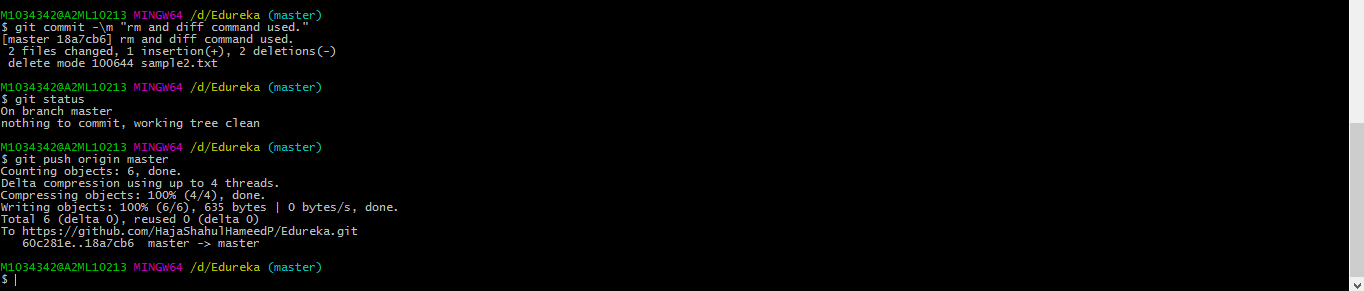 M1034342@A2ML10213 MINGW64 /d/Edureka (master)
$ git commit -\m "rm and diff command used."
[master 18a7cb6] rm and diff command used.
 2 files changed, 1 insertion(+), 2 deletions(-)
 delete mode 100644 sample2.txt
M1034342@A2ML10213 MINGW64 /d/Edureka (master)
$ git status
On branch master
nothing to commit, working tree clean
M1034342@A2ML10213 MINGW64 /d/Edureka (master)
$ git push origin master
Counting objects: 6, done.
Delta compression using up to 4 threads.
Compressing objects: 100% (4/4), done.
Writing objects: 100% (6/6), 635 bytes | 0 bytes/s, done.
Total 6 (delta 0), reused 0 (delta 0)
To https://github.com/HajaShahulHameedP/Edureka.git
   60c281e..18a7cb6  master -> master
M1034342@A2ML10213 MINGW64 /d/Edureka (master)
$